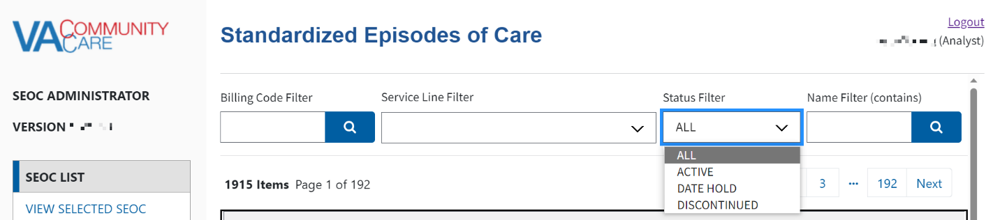 VA COMMUNITY CARE
Standardized Episodes of Care
Logout
(Analyst)
SEOC ADMINISTRATOR
VERSION
SEOC LIST
VIEW SELECTED SEOC
Billing Code Filter
Service Line Filter
Status Filter
Name Filter (contains)
ALL
ALL
ACTIVE
DATE HOLD
DISCONTINUED
1915 Items Page 1 of 192
3 ... 192 Next